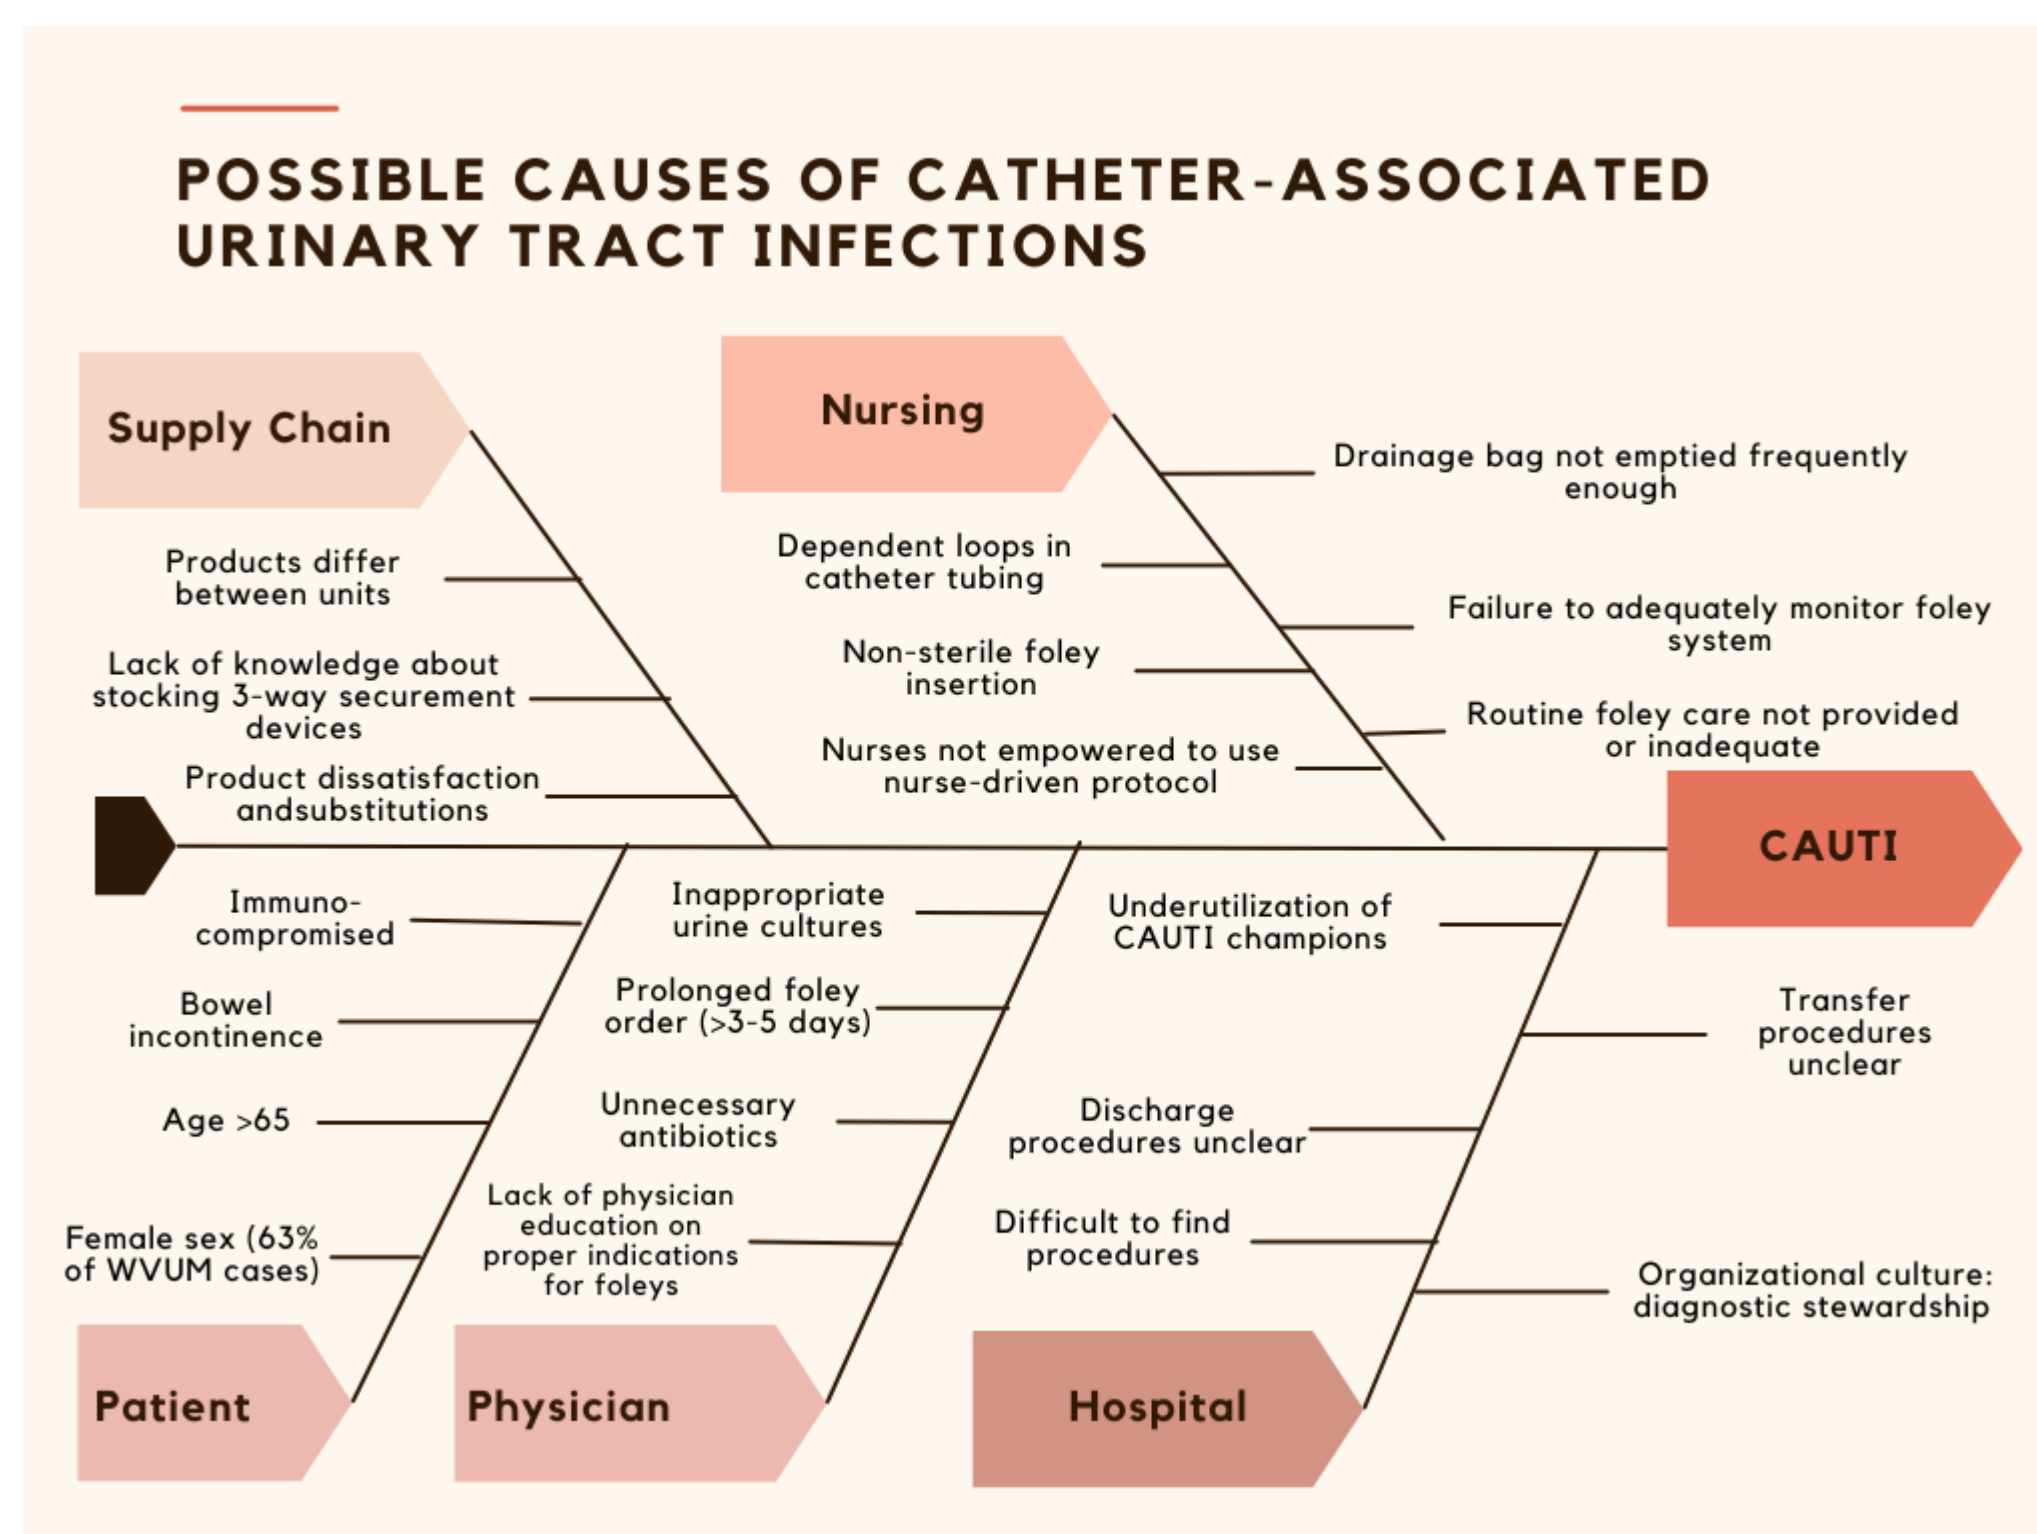 POSSIBLE CAUSES OF CATHETER-ASSOCIATED
URINARY TRACT INFECTIONS
Supply Chain
Products differ
between units
Lack of knowledge about
stocking 3-way securement
devices
Product dissatisfaction
andsubstitutions
Nursing
Drainage bag not emptied frequently
enough
Dependent loops in
catheter tubing
Failure to adequately monitor foley
system
Non-sterile foley
insertion
Routine foley care not provided
or inadequate
Nurses not empowered to use
nurse-driven protocol
CAUTI
Immuno-
compromised
Bowel
incontinence
Age >65
Female sex (63%
of WVUM cases)
Patient
Inappropriate
urine cultures
Prolonged foley
order (>3-5 days)
Unnecessary
antibiotics
Lack of physician
education on
proper indications
for foleys
Physician
Underutilization of
CAUTI champions
Transfer
procedures
unclear
Discharge
procedures unclear
Difficult to find
procedures
Organizational culture:
diagnostic stewardship
Hospital